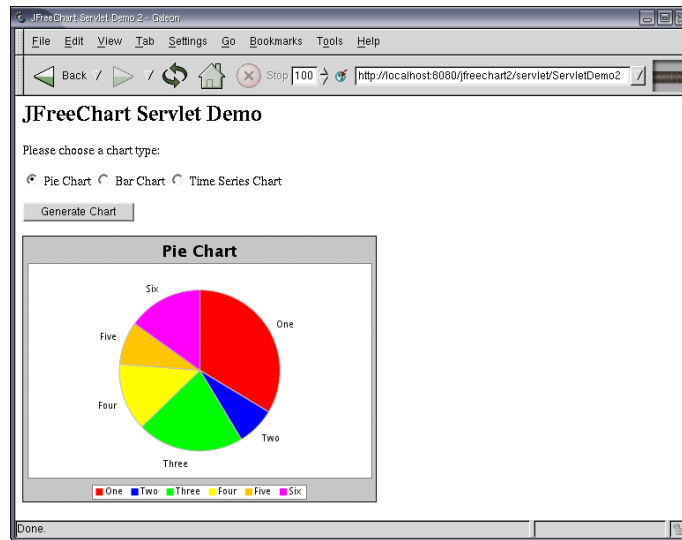 JFreeChart Servlet Demo 2 - Galeon
File Edit View Tab Settings Go Bookmarks Tools Help
Back Stop 100 http://localhost:8080/jfreechart2/servlet/ServletDemo2
JFreeChart Servlet Demo
Please choose a chart type:
Pie Chart Bar Chart Time Series Chart
Generate Chart
Pie Chart
Six
One
Five
Four
Two
Three
One Two Three Four Five Six
Done.